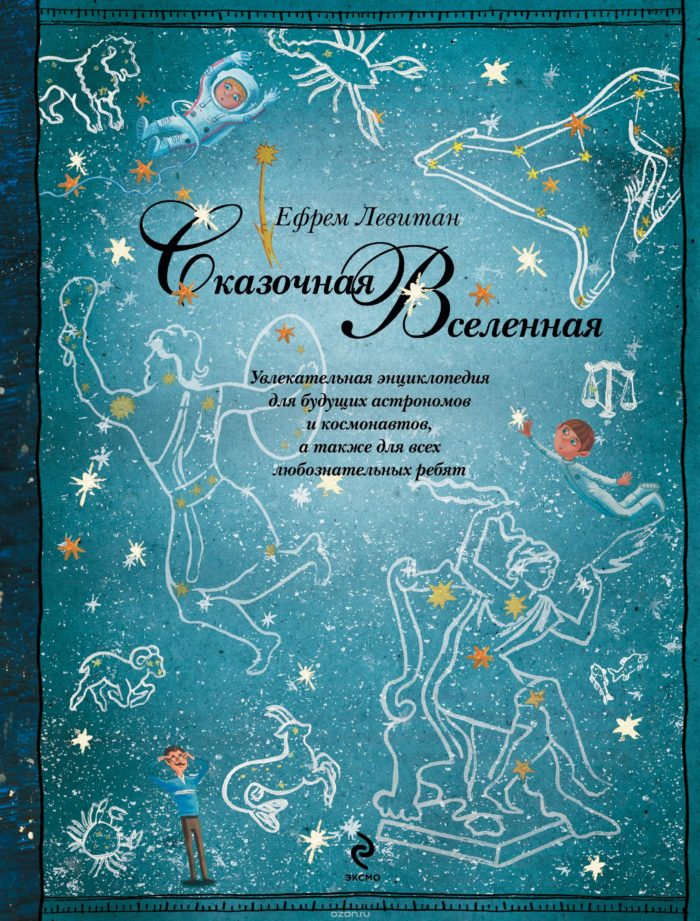 Ефрем Левитан
Сказочная
Вселенная
Увлекательная энциклопедия
для будущих астрономов
и космонавтов,
а также для всех
любознательных ребят
ЭКСМО
ozon.ru